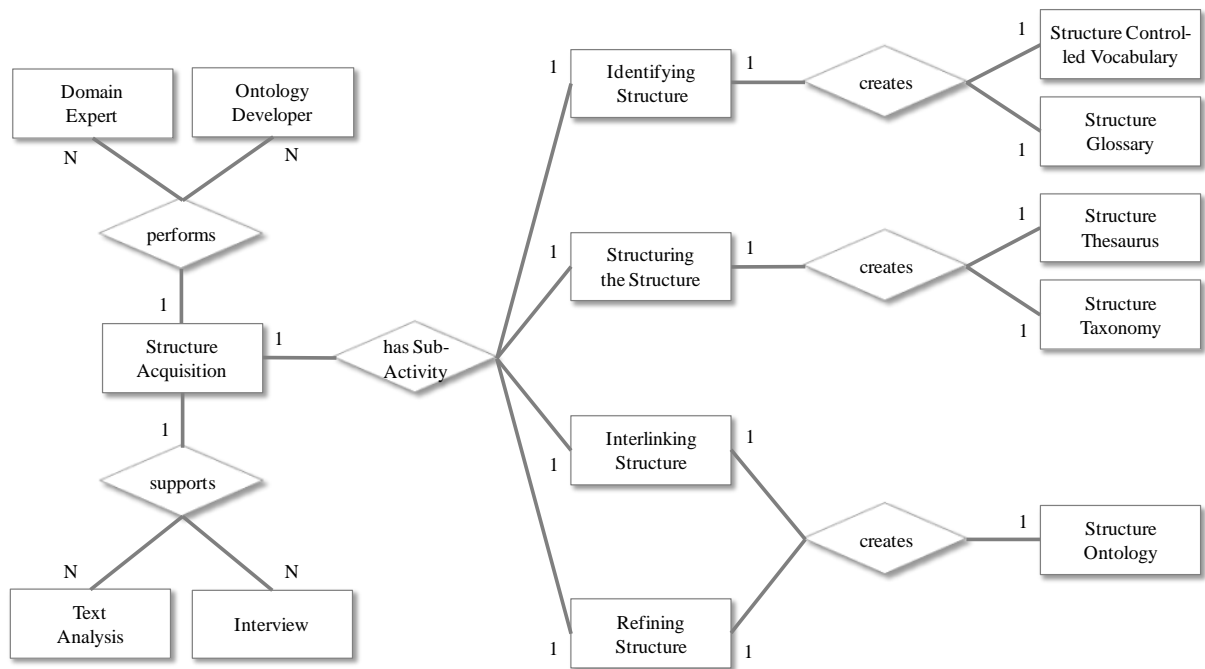 Domain
Expert
Ontology
Developer
N
N
performs
1
Structure
Acquisition
1
1
supports
N
N
Text
Analysis
Interview
has Sub-
Activity
1
Identifying
Structure
1
creates
1
Structure Control-
led Vocabulary
1
Structure
Glossary
1
Structuring
the Structure
1
creates
1
Structure
Thesaurus
1
Structure
Taxonomy
1
Interlinking
Structure
1
1
Refining
Structure
1
creates
1
Structure
Ontology